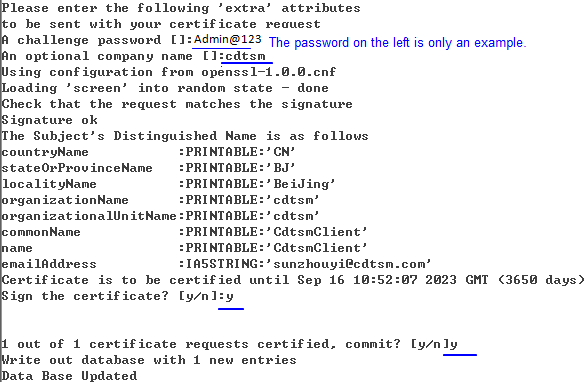 Please enter the following 'extra' attributes
to be sent with your certificate request
A challenge password []:Admin@123 The password on the left is only an example.
An optional company name []:cdtsm
Using configuration from openssl-1.0.0.cnf
Loading 'screen' into random state - done
Check that the request matches the signature
Signature ok
The Subject's Distinguished Name is as follows
countryName           :PRINTABLE:'CN'
stateOrProvinceName   :PRINTABLE:'BJ'
localityName          :PRINTABLE:'BeiJing'
organizationName      :PRINTABLE:'cdtsm'
organizationalUnitName:PRINTABLE:'cdtsm'
commonName            :PRINTABLE:'CdtsmClient'
name                  :PRINTABLE:'CdtsmClient'
emailAddress          :IA5STRING:'sunzhouyi@cdtsm.com'
Certificate is to be certified until Sep 16 10:52:07 2023 GMT (3650 days)
Sign the certificate? [y/n]:y
1 out of 1 certificate requests certified, commit? [y/n]y
Write out database with 1 new entries
Data Base Updated